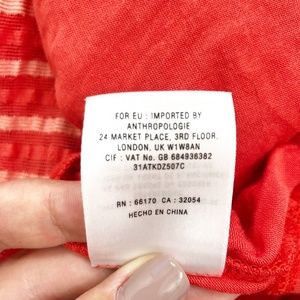 FOR EU : IMPORTED BY
ANTHROPOLOGIE
24 MARKET PLACE, 3RD FLOOR.
LONDON, UK W1W8AN
CIF : VAT No. GB 684936382
31ATKDZ507C
RN : 66170 CA : 32054
HECHO EN CHINA